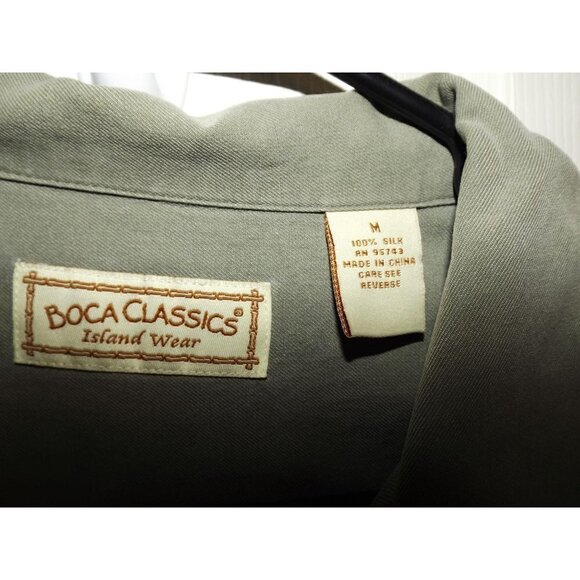 BOCA CLASSICS®
Island Wear
M
100% SILK
RN 95743
MADE IN CHINA
CARE SEE
REVERSE